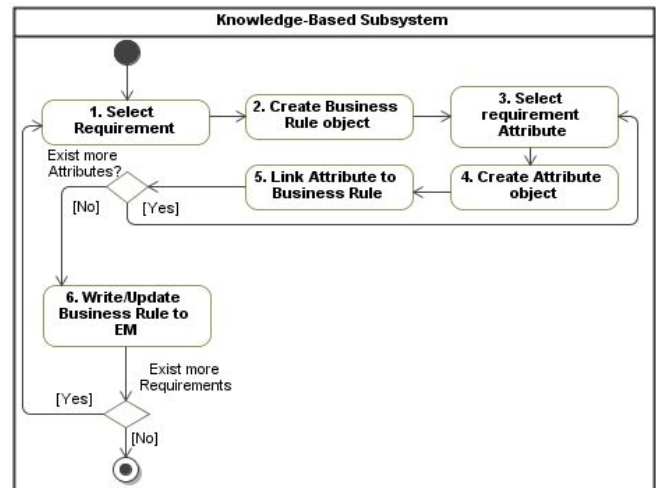 Knowledge-Based Subsystem
1. Select
Requirement
2. Create Business
Rule object
3. Select
requirement
Attribute
Exist more
Attributes?
5. Link Attribute to
Business Rule
4. Create Attribute
object
[No]
[Yes]
6. Write/Update
Business Rule to
EM
Exist more
Requirements
[Yes]
[No]